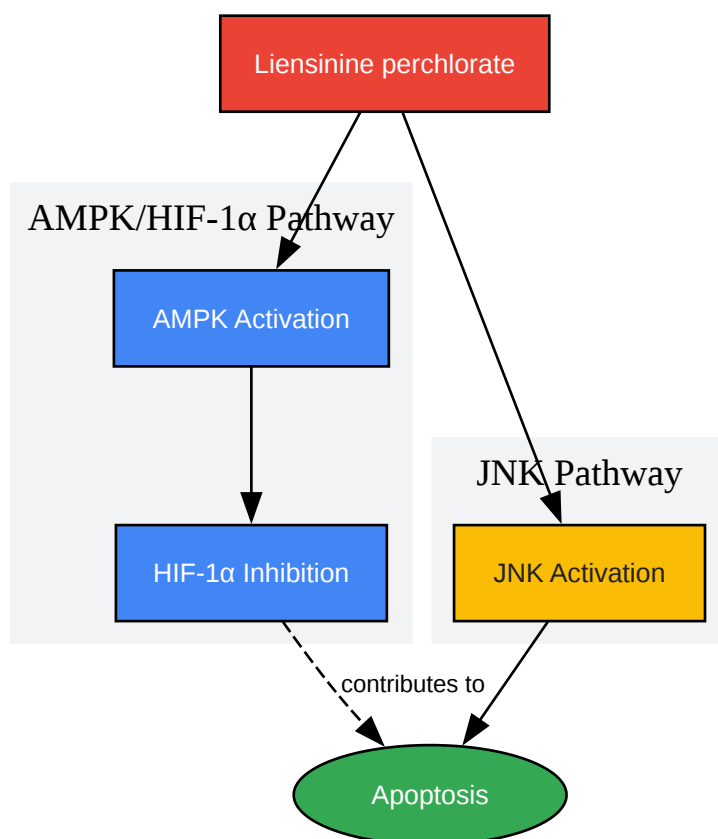 Liensinine perchlorate
AMPK/HIF-1α Pathway
AMPK Activation
JNK Pathway
HIF-1α Inhibition
JNK Activation
contributes to
Apoptosis